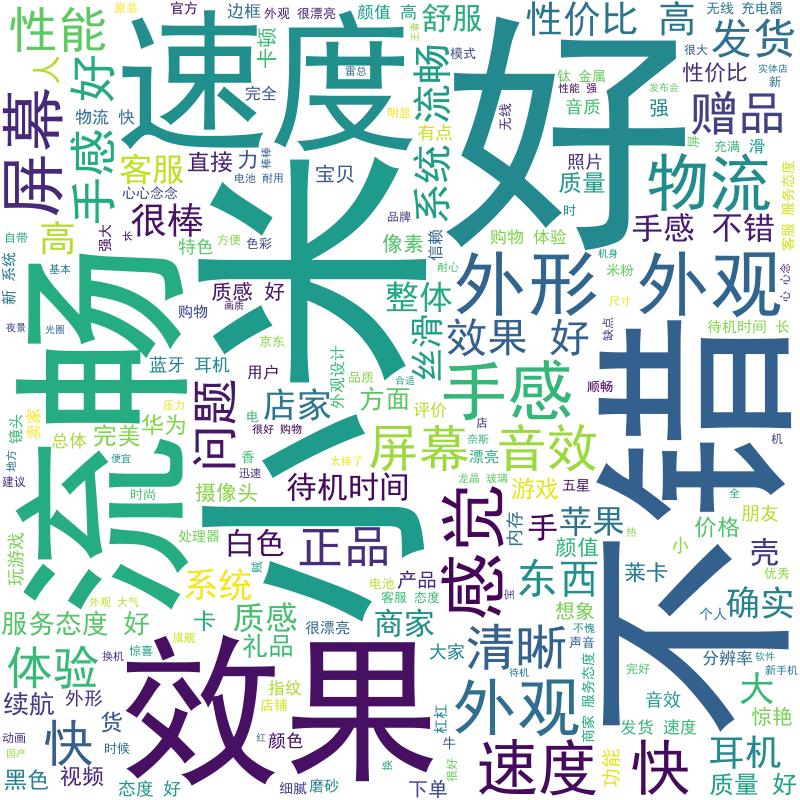 原装
官方
边框
外观
很漂亮
颜值 高
舒服
性价比 高
无线 充电器
发货
性能
人
好
速度
卡顿
王者
模式
很大
实体店
流畅
好
钛 金属
性能 强
发布会
性价比
新
屏幕
手感
雷总
完全
明显
无线
音质
强
赠品
物流 快
有点
屏
充满
滑
客服
直接
力
棒棒
电池 耐用
宝贝
系统
照片
质量
物流
服务态度
客服
心心念念
很棒
品牌
时
手感 不错
高
强大
长
特色
方便
色彩
像素
信赖
购物 体验
机身
自带
新 系统
基本
流畅
小米
质感 好
画质
整体
耐心
外形
米粉
外观
心 心念
尺寸
夜景
光圈
购物
京东
丝滑
效果 好
缺点
待机时间 长
不错
蓝牙 耳机
用户
外观设计
品质
合适
手感
顺畅
镜头
卖家
压力
问题
店家
方面
评价
店
总体
完美
华为
电
很好 购物
屏幕
奈斯
音效
机
地方
便宜
香
迅速
太棒了
漂亮
建议
时尚
摄像头
待机时间
龙晶 玻璃
游戏
五星
全
处理器
感觉
内存
手
苹果
价格
朋友
玩游戏
白色
正品
颜值
热
小
壳
优秀
系统
贼
电池
产品
宝
东西
莱卡
外观 大气
客服 态度
想象
个人
确实
服务态度 好
卡
质感
商家
旗舰
很漂亮
不愧
体验
换机
惊喜
礼品
大家
清晰
声音
分辨率
软件
新手机
效果
待机
商家 服务态度
完好
续航
外形
指纹
店铺
外观
音效
大
惊艳
货
快
杠杠
发货 速度
动画
时候
红
颜色
牛
国产
换
很好
速度 快
功能
耳机
黑色
视频
态度 好
细腻
磨砂
下单
质量 好